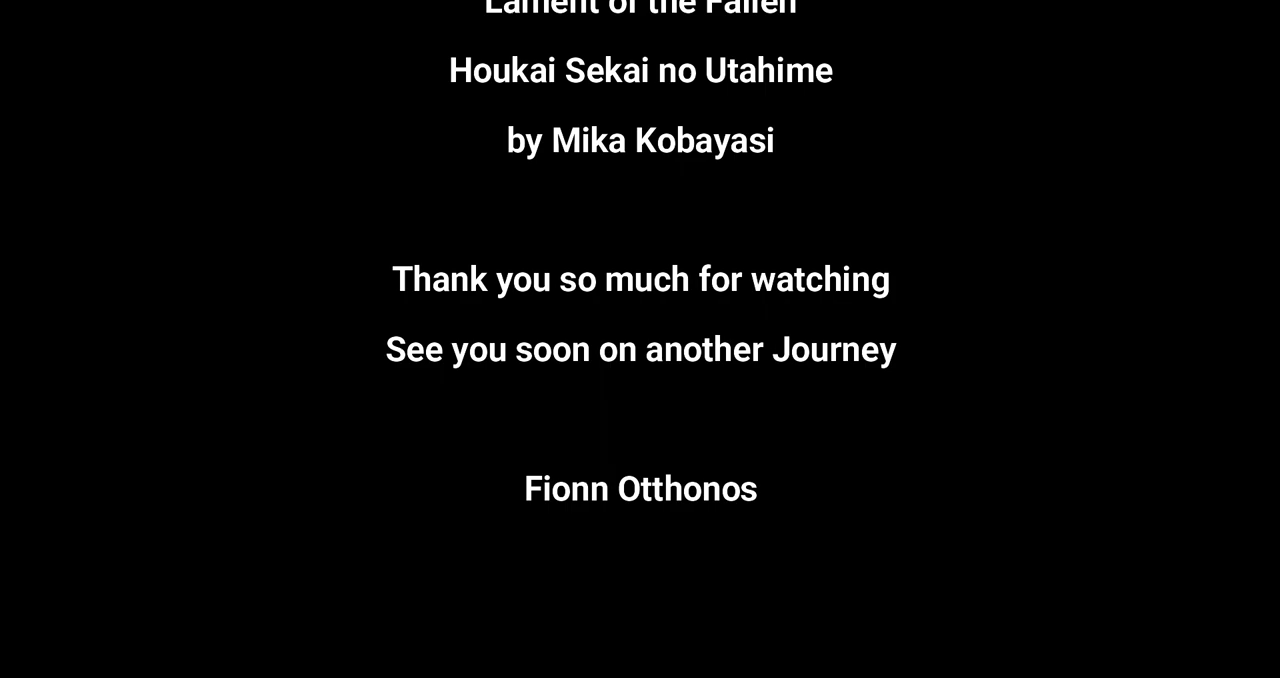 Lament of the Fallen
Houkai Sekai no Utahime
by Mika Kobayasi
Thank you so much for watching
See you soon on another Journey
Fionn Otthonos